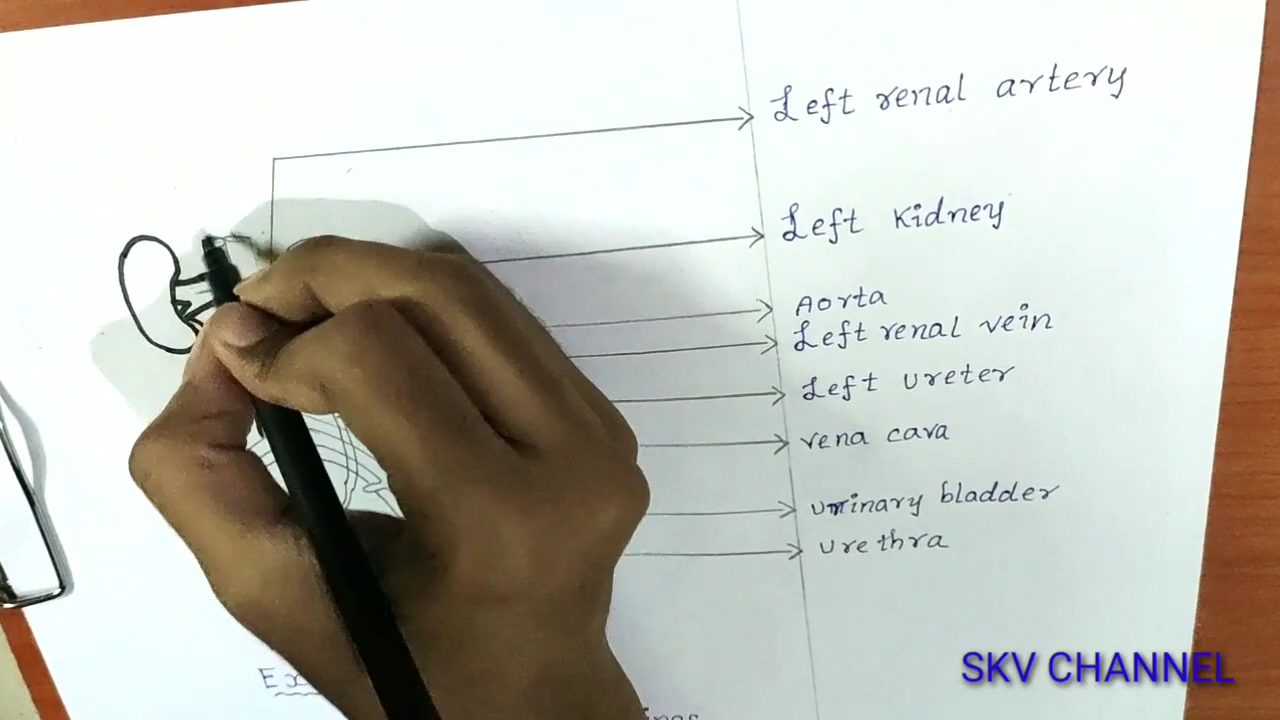 Left renal artery
Left Kidney
Aorta
Left renal vein
Left ureter
vena cava
urinary bladder
urethra
SKV CHANNEL